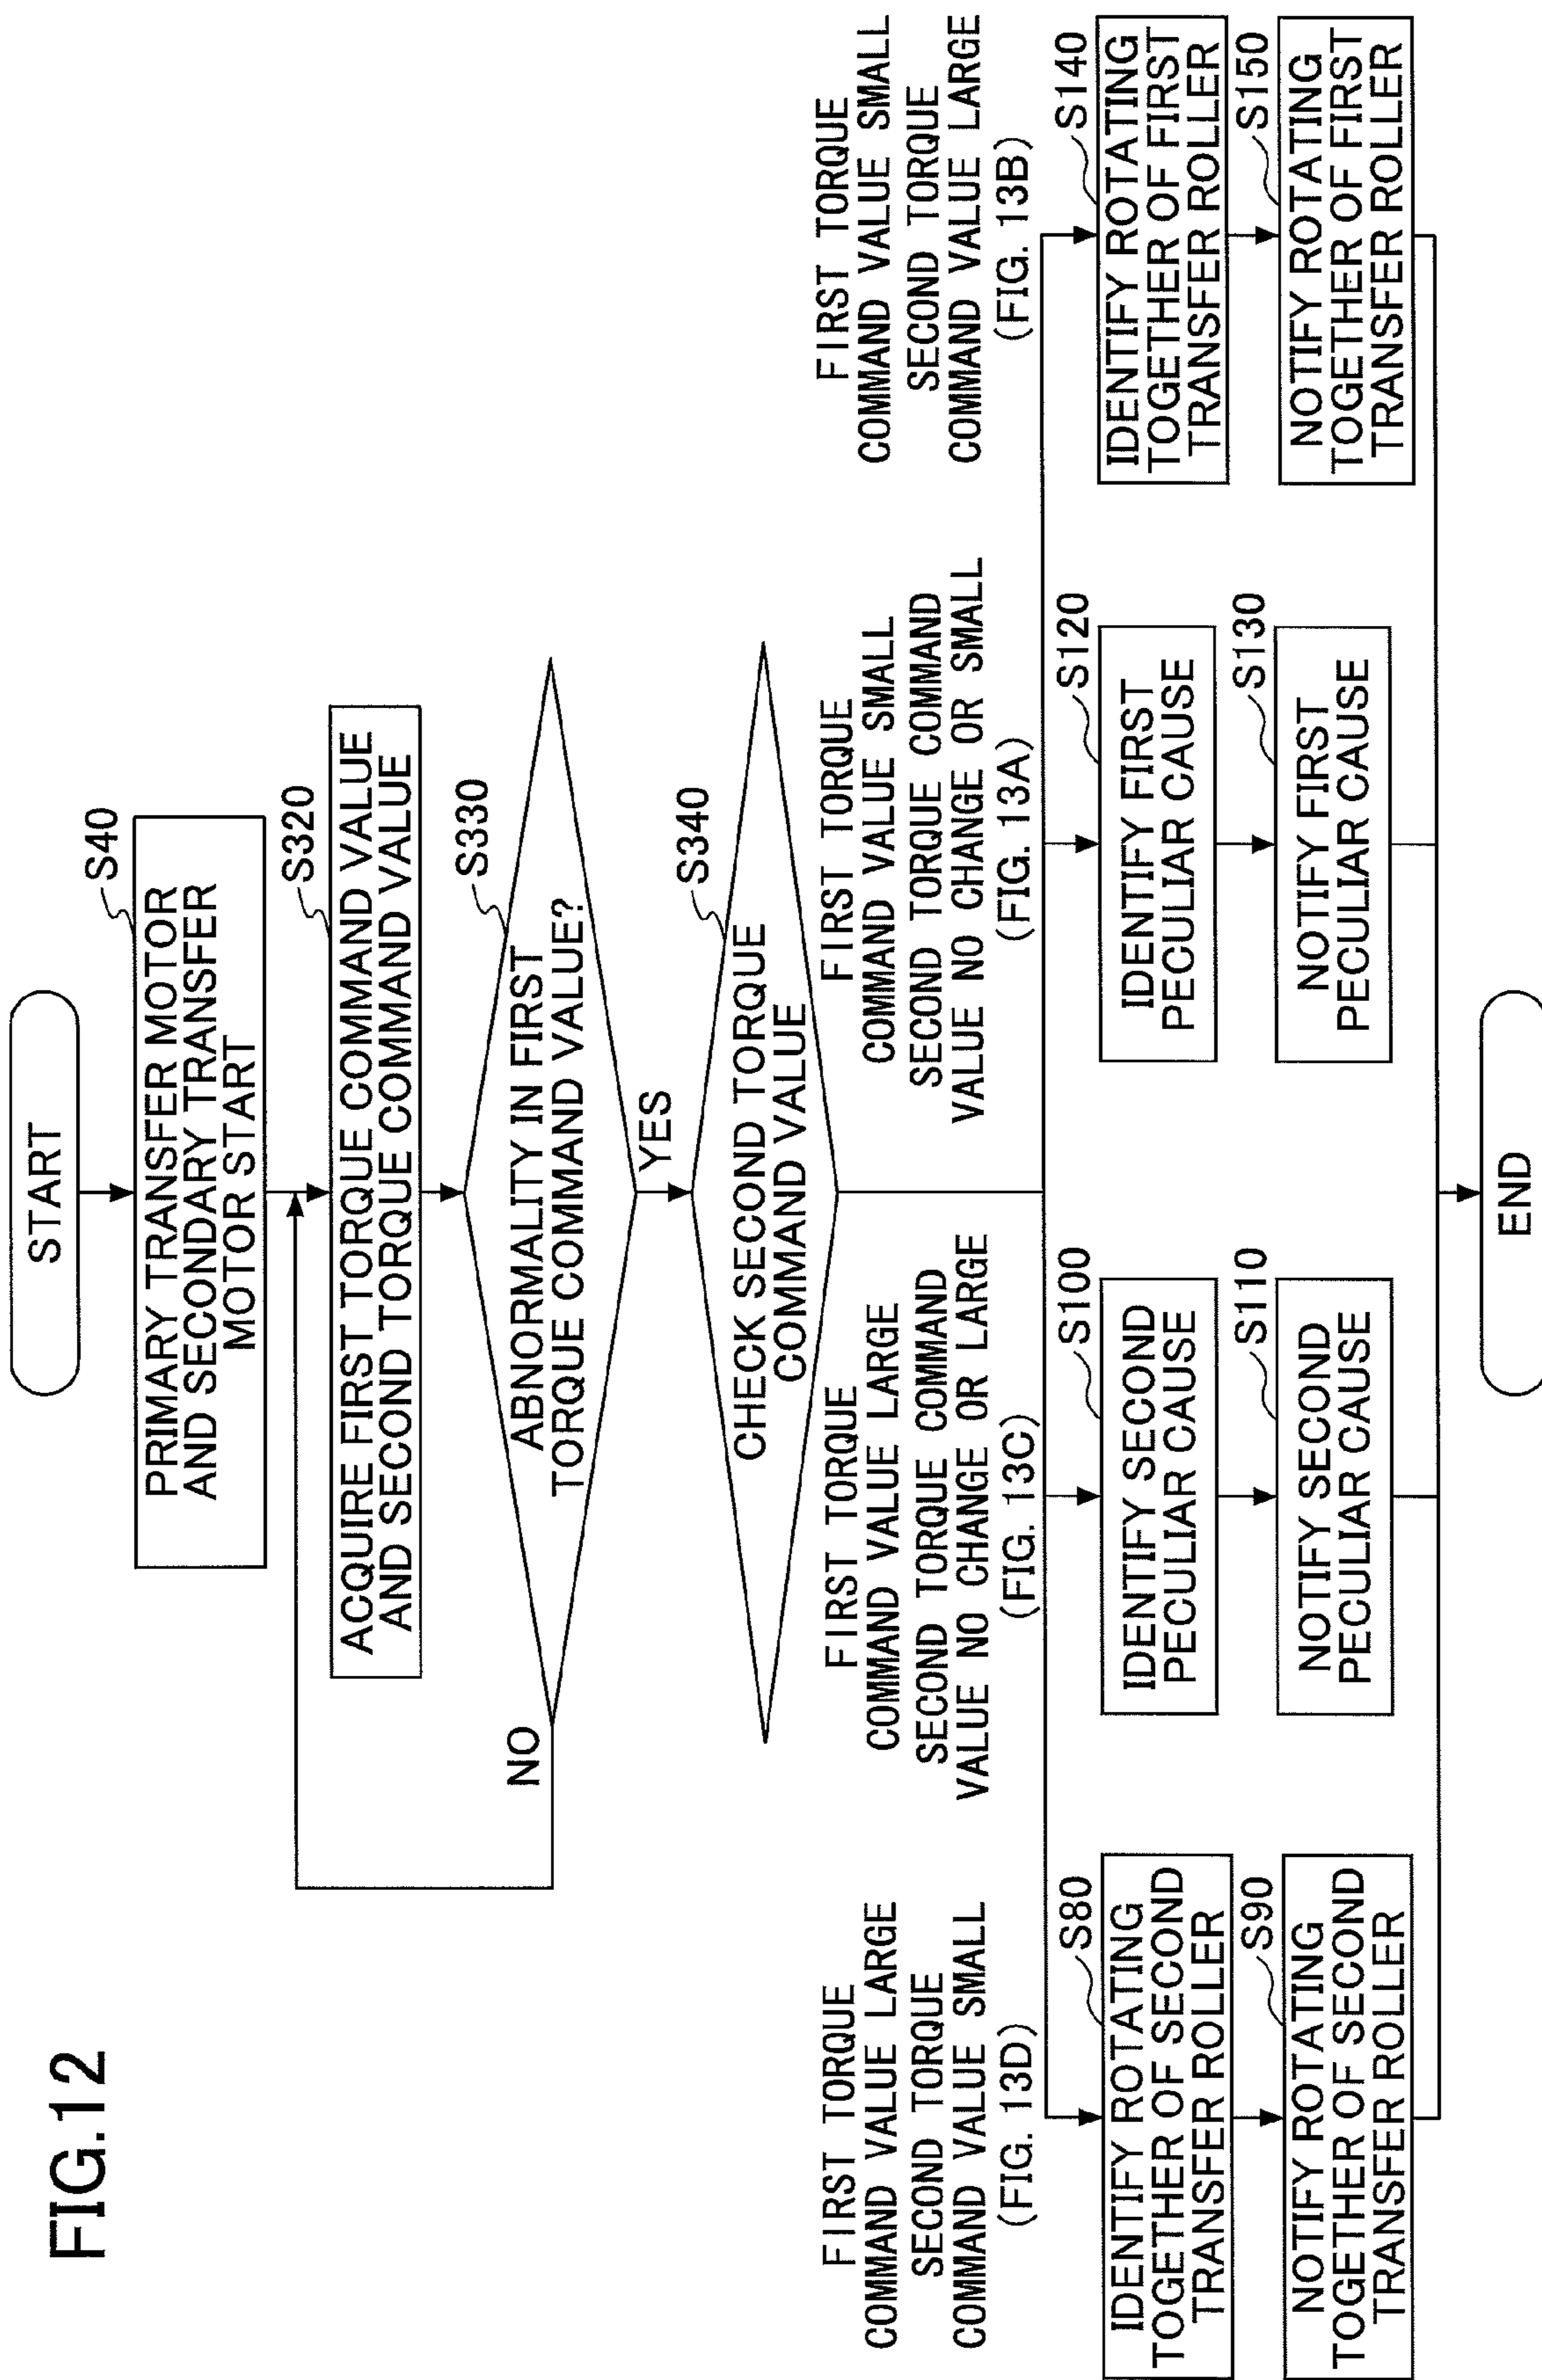 FIG.12
START
S40
PRIMARY TRANSFER MOTOR
AND SECONDARY TRANSFER
MOTOR START
S320
ACQUIRE FIRST TORQUE COMMAND VALUE
AND SECOND TORQUE COMMAND VALUE
S330
ABNORMALITY IN FIRST
TORQUE COMMAND VALUE?
NO
YES
S340
CHECK SECOND TORQUE
COMMAND VALUE
FIRST TORQUE
COMMAND VALUE LARGE
SECOND TORQUE
COMMAND VALUE SMALL
(FIG. 13D)
S80
IDENTIFY ROTATING
TOGETHER OF SECOND
TRANSFER ROLLER
S90
NOTIFY ROTATING
TOGETHER OF SECOND
TRANSFER ROLLER
FIRST TORQUE
COMMAND VALUE LARGE
SECOND TORQUE COMMAND
VALUE NO CHANGE OR LARGE
(FIG. 13C)
S100
IDENTIFY SECOND
PECULIAR CAUSE
S110
NOTIFY SECOND
PECULIAR CAUSE
FIRST TORQUE
COMMAND VALUE SMALL
SECOND TORQUE COMMAND
VALUE NO CHANGE OR SMALL
(FIG. 13A)
S120
IDENTIFY FIRST
PECULIAR CAUSE
S130
NOTIFY FIRST
PECULIAR CAUSE
FIRST TORQUE
COMMAND VALUE SMALL
SECOND TORQUE
COMMAND VALUE LARGE
(FIG. 13B)
S140
IDENTIFY ROTATING
TOGETHER OF FIRST
TRANSFER ROLLER
S150
NOTIFY ROTATING
TOGETHER OF FIRST
TRANSFER ROLLER
END